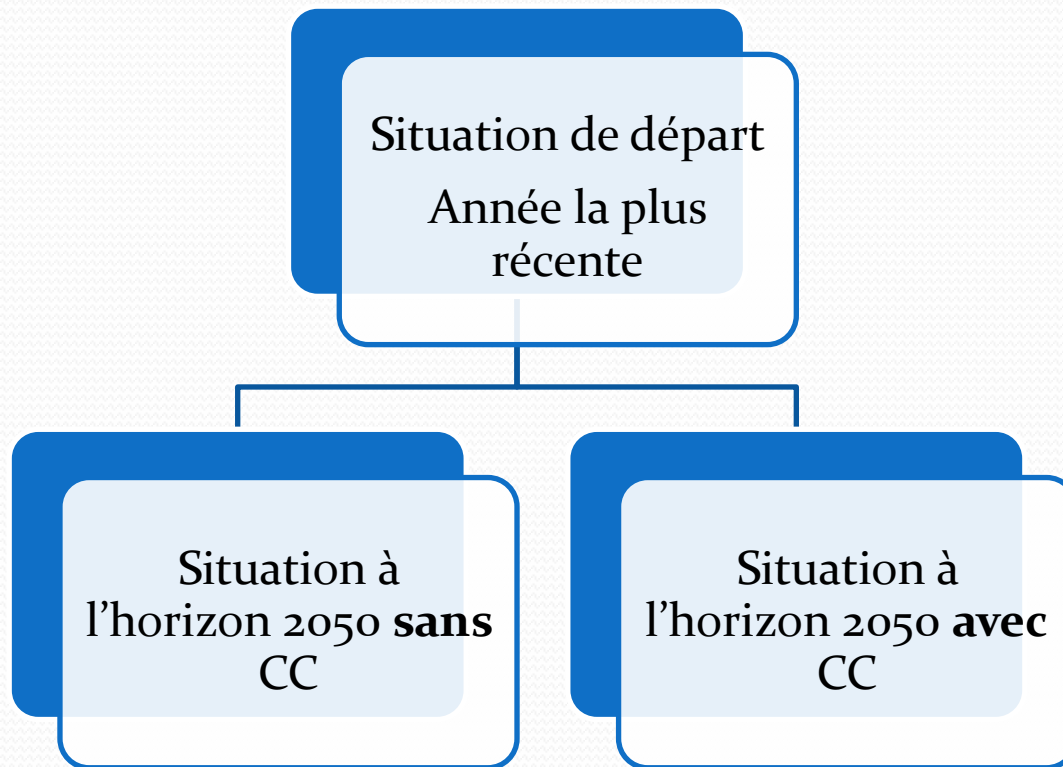 Situation de départ
Année la plus
récente
Situation à
l’horizon 2050 sans
CC
Situation à
l’horizon 2050 avec
CC